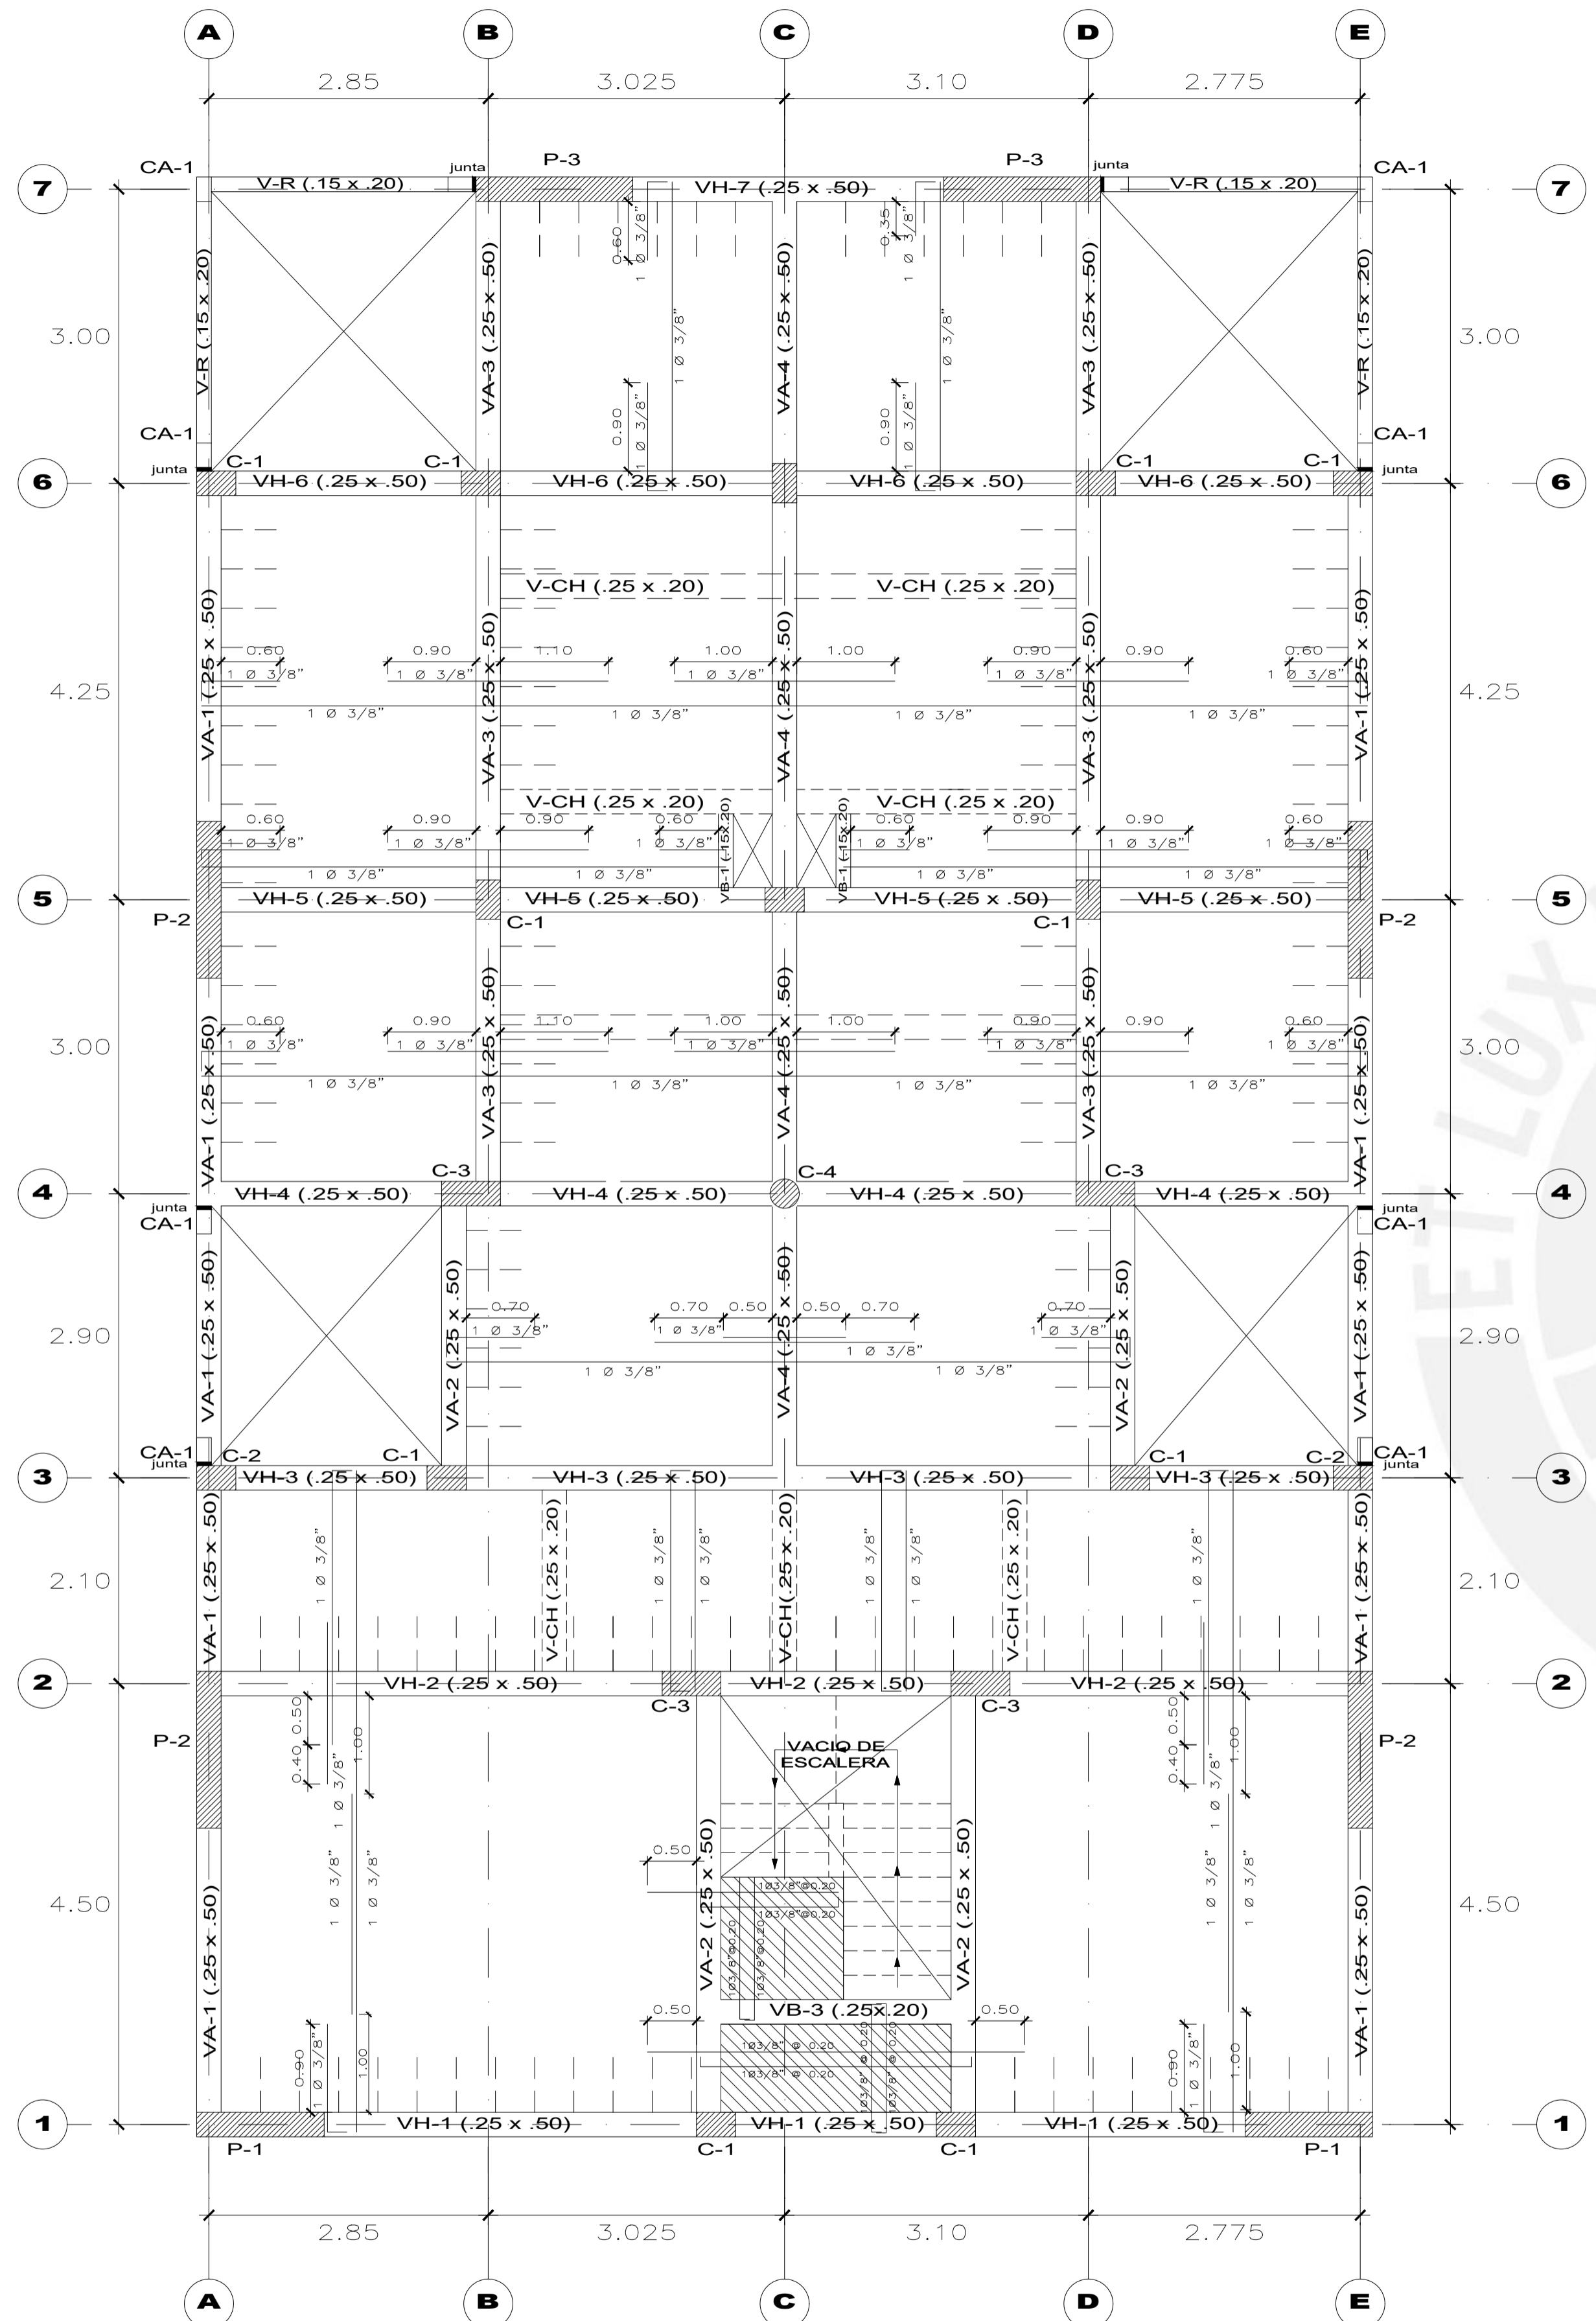 A B C D E
2.85 3.025 3.10 2.775
CA-1 junta P-3 P-3 junta CA-1
7 V-R (.15 x .20) VH-7 (.25 x .50) V-R (.15 x .20) 7
0.60 1 Ø 3/8" 0.35 1 Ø 3/8"
3.00 V-R (.15 x .20) VA-3 (.25 x .50) 1 Ø 3/8" VA-4 (.25 x .50) 1 Ø 3/8" VA-3 (.25 x .50) V-R (.15 x .20) 3.00
0.90 1 Ø 3/8" 0.90 1 Ø 3/8"
CA-1 CA-1
junta C-1 C-1 C-1 C-1 junta
6 VH-6 (.25 x .50) VH-6 (.25 x .50) VH-6 (.25 x .50) VH-6 (.25 x .50) 6
V-CH (.25 x .20) V-CH (.25 x .20)
0.60 0.90 1.10 1.00 1.00 0.90 0.90 0.60
1 Ø 3/8" 1 Ø 3/8" 1 Ø 3/8" 1 Ø 3/8" 1 Ø 3/8"
4.25 VA-1 (.25 x .50) VA-3 (.25 x .50) VA-4 (.25 x .50) VA-3 (.25 x .50) VA-1 (.25 x .50) 4.25
1 Ø 3/8" 1 Ø 3/8" 1 Ø 3/8" 1 Ø 3/8"
V-CH (.25 x .20) V-CH (.25 x .20)
VB-1 (.15x.20) VB-1 (.15x.20)
0.60 0.90 0.90 0.60 0.60 0.90 0.90 0.60
1 Ø 3/8" 1 Ø 3/8" 1 Ø 3/8" 1 Ø 3/8" 1 Ø 3/8" 1 Ø 3/8"
1 Ø 3/8" 1 Ø 3/8" 1 Ø 3/8" 1 Ø 3/8"
5 VH-5 (.25 x .50) VH-5 (.25 x .50) VH-5 (.25 x .50) VH-5 (.25 x .50) 5
P-2 C-1 C-1 P-2
0.60 0.90 1.10 1.00 1.00 0.90 0.90 0.60
1 Ø 3/8" 1 Ø 3/8" 1 Ø 3/8" 1 Ø 3/8" 1 Ø 3/8"
3.00 VA-1 (.25 x .50) VA-3 (.25 x .50) VA-4 (.25 x .50) VA-3 (.25 x .50) VA-1 (.25 x .50) 3.00
1 Ø 3/8" 1 Ø 3/8" 1 Ø 3/8" 1 Ø 3/8"
C-3 C-4 C-3
4 VH-4 (.25 x .50) VH-4 (.25 x .50) VH-4 (.25 x .50) VH-4 (.25 x .50) 4
junta junta
CA-1 CA-1
0.70 0.70 0.50 0.50 0.70 0.70
1 Ø 3/8" 1 Ø 3/8" 1 Ø 3/8" 1 Ø 3/8"
2.90 VA-1 (.25 x .50) VA-2 (.25 x .50) VA-4 (.25 x .50) VA-2 (.25 x .50) VA-1 (.25 x .50) 2.90
1 Ø 3/8" 1 Ø 3/8"
CA-1 C-2 C-1 C-1 C-2 CA-1
junta junta
3 VH-3 (.25 x .50) VH-3 (.25 x .50) VH-3 (.25 x .50) VH-3 (.25 x .50) 3
1 Ø 3/8" 1 Ø 3/8" 1 Ø 3/8" 1 Ø 3/8" 1 Ø 3/8" 1 Ø 3/8"
2.10 VA-1 (.25 x .50) V-CH (.25 x .20) V-CH(.25 x .20) V-CH (.25 x .20) VA-1 (.25 x .50) 2.10
2 VH-2 (.25 x .50) VH-2 (.25 x .50) VH-2 (.25 x .50) 2
P-2 C-3 C-3 P-2
0.50 0.40 1 Ø 3/8" 1.00 0.50 0.40 1 Ø 3/8" 1.00
VACIO DE
ESCALERA
4.50 VA-1 (.25 x .50) 1 Ø 3/8" 1 Ø 3/8" VA-2 (.25 x .50) VA-2 (.25 x .50) 1 Ø 3/8" 1 Ø 3/8" VA-1 (.25 x .50) 4.50
0.50
1Ø3/8"@0.20
1Ø3/8"@0.20
1Ø3/8"@0.20 1Ø3/8"@0.20
VB-3 (.25x.20)
0.50 0.50
0.90 1 Ø 3/8" 1.00 0.90 1 Ø 3/8" 1.00
1Ø3/8" @ 0.20
1Ø3/8" @ 0.20
1Ø3/8" @ 0.20 1Ø3/8" @ 0.20
1 VH-1 (.25 x .50) VH-1 (.25 x .50) VH-1 (.25 x .50) 1
P-1 C-1 C-1 P-1
2.85 3.025 3.10 2.775
A B C D E
ET LUX